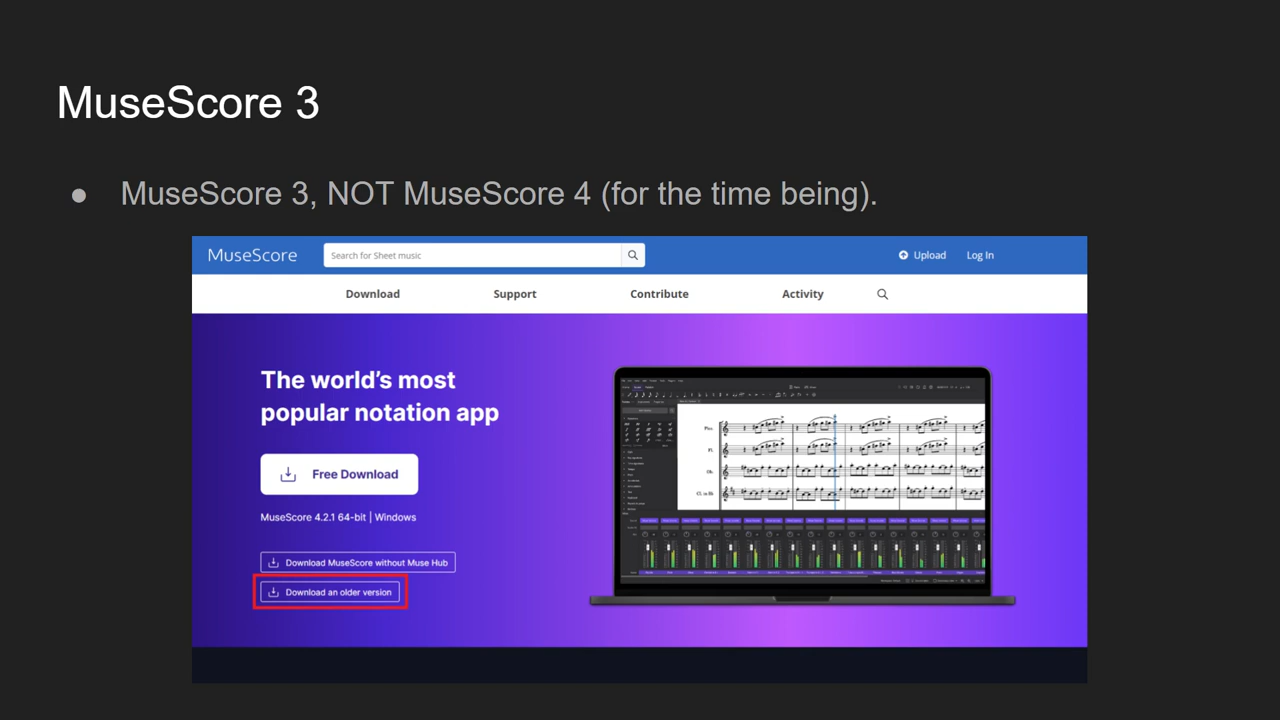 MuseScore 3
● MuseScore 3, NOT MuseScore 4 (for the time being).
MuseScore
Search for Sheet music
Upload
Log In
Download
Support
Contribute
Activity
The world's most
popular notation app
Free Download
MuseScore 4.2.1 64-bit | Windows
Download MuseScore without Muse Hub
Download an older version
Picc.
Fl.
Ob.
Cl. in Bb